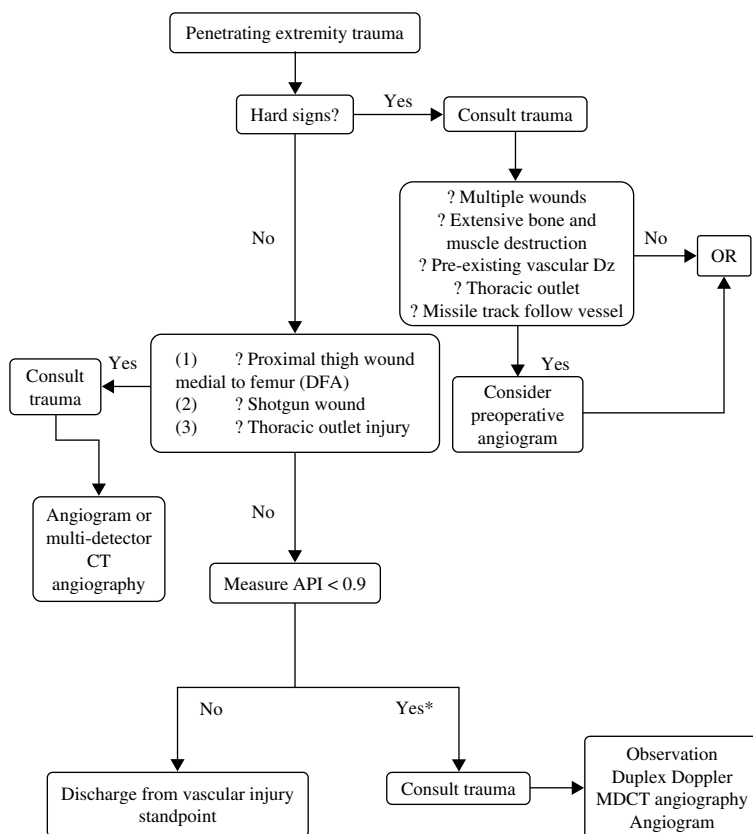 Penetrating extremity trauma
Hard signs?
Yes
Consult trauma
? Multiple wounds
? Extensive bone and
muscle destruction
? Pre-existing vascular Dz
? Thoracic outlet
? Missile track follow vessel
No
OR
Yes
Consider
preoperative
angiogram
No
(1) ? Proximal thigh wound
medial to femur (DFA)
(2) ? Shotgun wound
(3) ? Thoracic outlet injury
Yes
Consult
trauma
Angiogram or
multi-detector
CT
angiography
No
Measure API < 0.9
No
Discharge from vascular injury
standpoint
Yes*
Consult trauma
Observation
Duplex Doppler
MDCT angiography
Angiogram